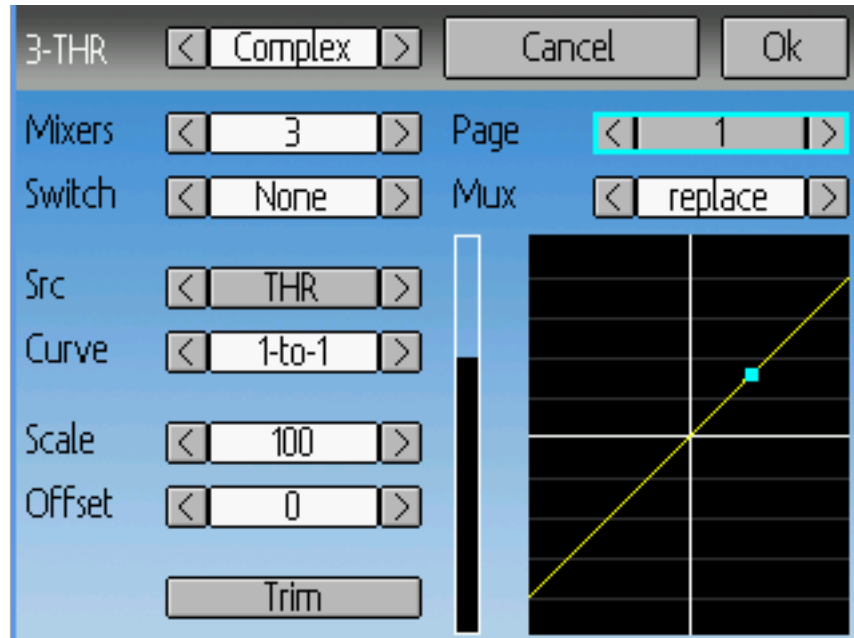 3-THR < Complex > Cancel Ok
Mixers < 3 > Page < 1 >
Switch < None > Mux < replace >
Src < THR >
Curve < 1-to-1 >
Scale < 100 >
Offset < 0 >
Trim